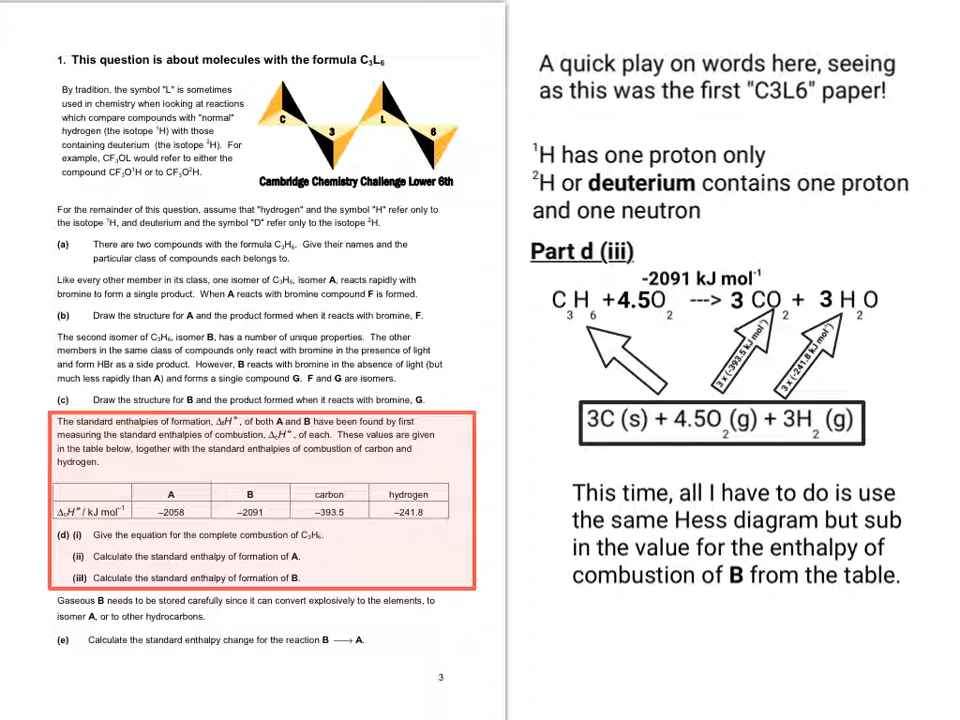 1. This question is about molecules with the formula C₃L₆
By tradition, the symbol "L" is sometimes
used in chemistry when looking at reactions
which compare compounds with "normal"
hydrogen (the isotope ¹H) with those
containing deuterium (the isotope ²H). For
example, CF₃OL would refer to either the
compound CF₃O¹H or to CF₃O²H.
C 3 L 6
Cambridge Chemistry Challenge Lower 6th
For the remainder of this question, assume that "hydrogen" and the symbol "H" refer only to
the isotope ¹H, and deuterium and the symbol "D" refer only to the isotope ²H.
(a) There are two compounds with the formula C₃H₆. Give their names and the
particular class of compounds each belongs to.
Like every other member in its class, one isomer of C₃H₆, isomer A, reacts rapidly with
bromine to form a single product. When A reacts with bromine compound F is formed.
(b) Draw the structure for A and the product formed when it reacts with bromine, F.
The second isomer of C₃H₆, isomer B, has a number of unique properties. The other
members in the same class of compounds only react with bromine in the presence of light
and form HBr as a side product. However, B reacts with bromine in the absence of light (but
much less rapidly than A) and forms a single compound G. F and G are isomers.
(c) Draw the structure for B and the product formed when it reacts with bromine, G.
The standard enthalpies of formation, ΔfH°, of both A and B have been found by first
measuring the standard enthalpies of combustion, ΔcH°, of each. These values are given
in the table below, together with the standard enthalpies of combustion of carbon and
hydrogen.
A B carbon hydrogen
ΔcH°/ kJ mol⁻¹ –2058 –2091 –393.5 –241.8
(d) (i) Give the equation for the complete combustion of C₃H₆.
(ii) Calculate the standard enthalpy of formation of A.
(iii) Calculate the standard enthalpy of formation of B.
Gaseous B needs to be stored carefully since it can convert explosively to the elements, to
isomer A, or to other hydrocarbons.
(e) Calculate the standard enthalpy change for the reaction B ⟶ A.
3
A quick play on words here, seeing
as this was the first "C3L6" paper!
¹H has one proton only
²H or deuterium contains one proton
and one neutron
Part d (iii)
-2091 kJ mol⁻¹
C₃H₆ +4.5O₂ ---> 3 CO₂ + 3 H₂O
3 x (-393.5 kJ mol⁻¹)
3 x (-241.8 kJ mol⁻¹)
3C (s) + 4.5O₂ (g) + 3H₂ (g)
This time, all I have to do is use
the same Hess diagram but sub
in the value for the enthalpy of
combustion of B from the table.